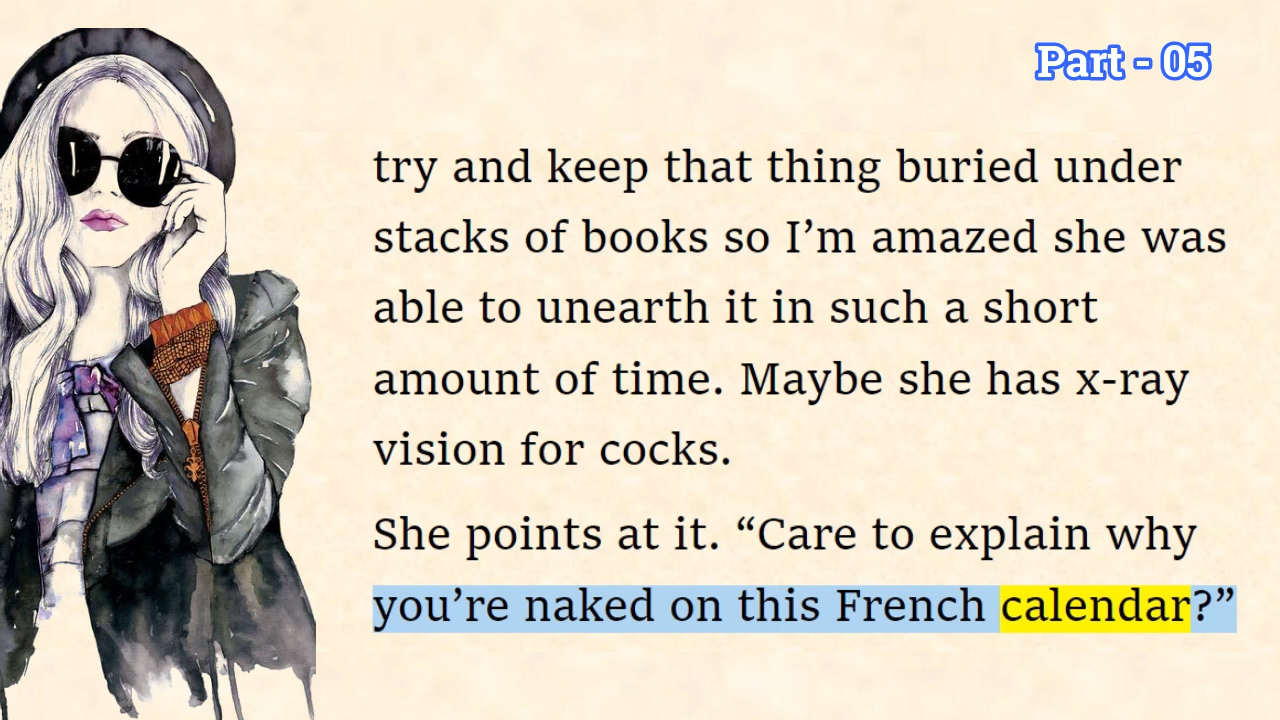 Part - 05
try and keep that thing buried under
stacks of books so I’m amazed she was
able to unearth it in such a short
amount of time. Maybe she has x-ray
vision for cocks.
She points at it. “Care to explain why
you’re naked on this French calendar?”